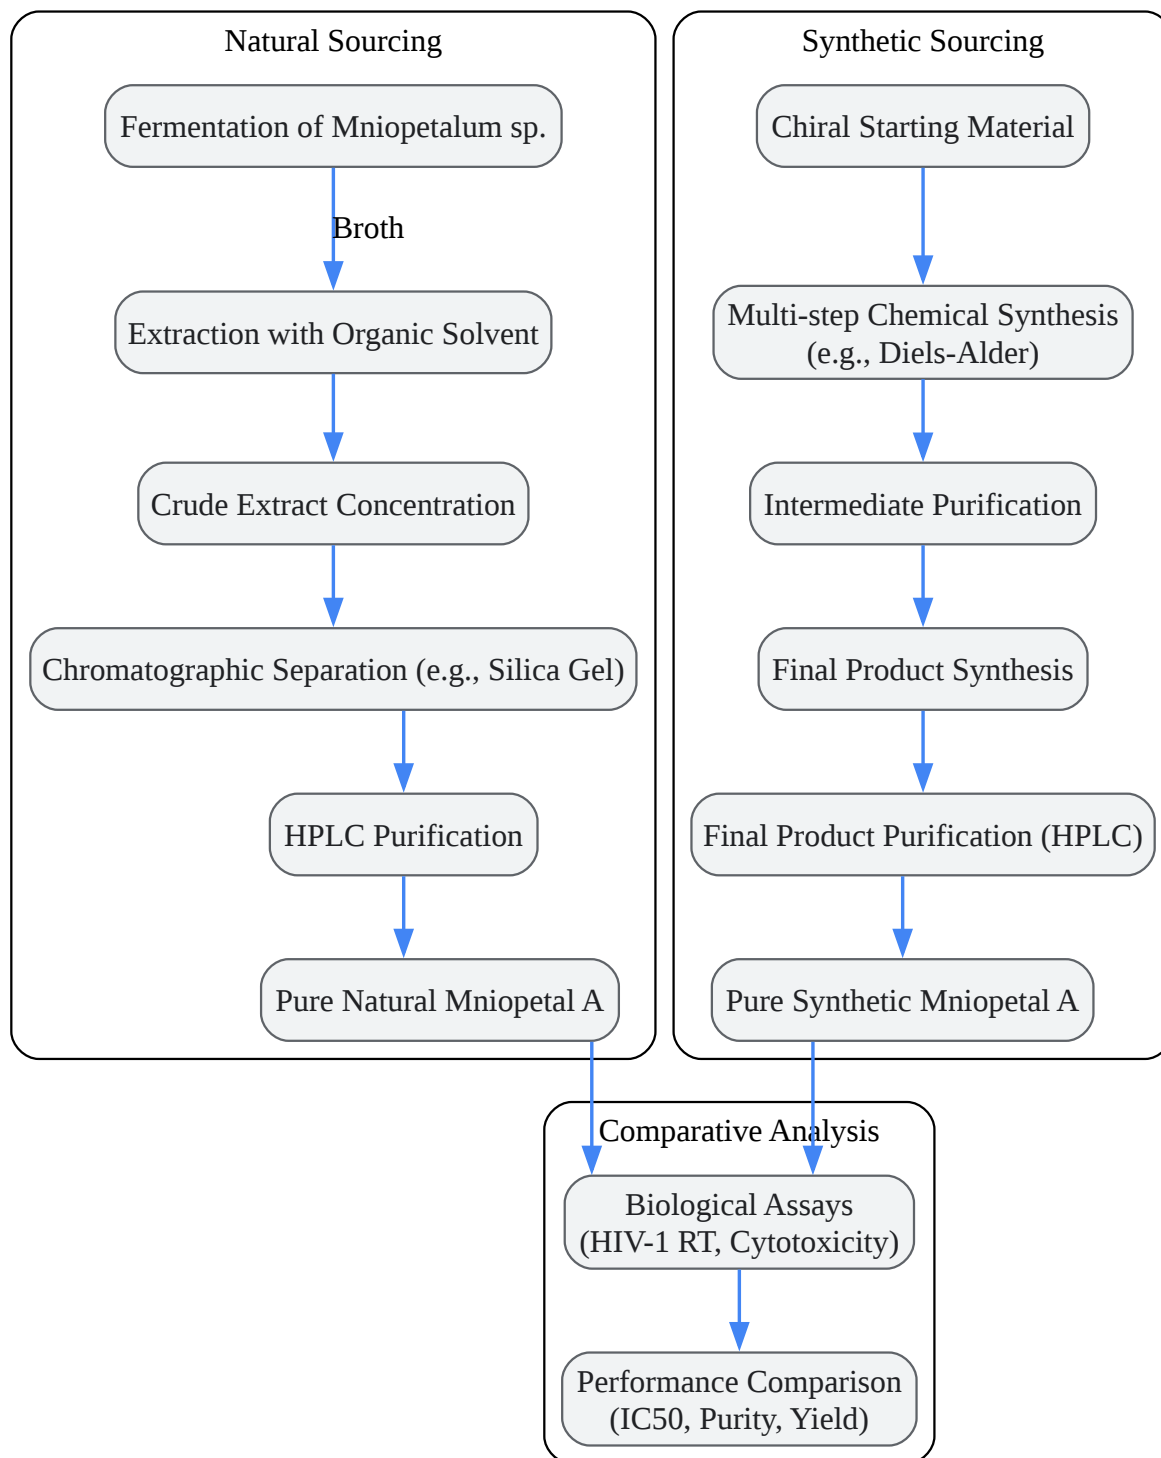 Natural Sourcing
Fermentation of Mniopetalum sp.
Broth
Extraction with Organic Solvent
Crude Extract Concentration
Chromatographic Separation (e.g., Silica Gel)
HPLC Purification
Pure Natural Mniopetal A
Synthetic Sourcing
Chiral Starting Material
Multi-step Chemical Synthesis
(e.g., Diels-Alder)
Intermediate Purification
Final Product Synthesis
Final Product Purification (HPLC)
Pure Synthetic Mniopetal A
Comparative Analysis
Biological Assays
(HIV-1 RT, Cytotoxicity)
Performance Comparison
(IC50, Purity, Yield)